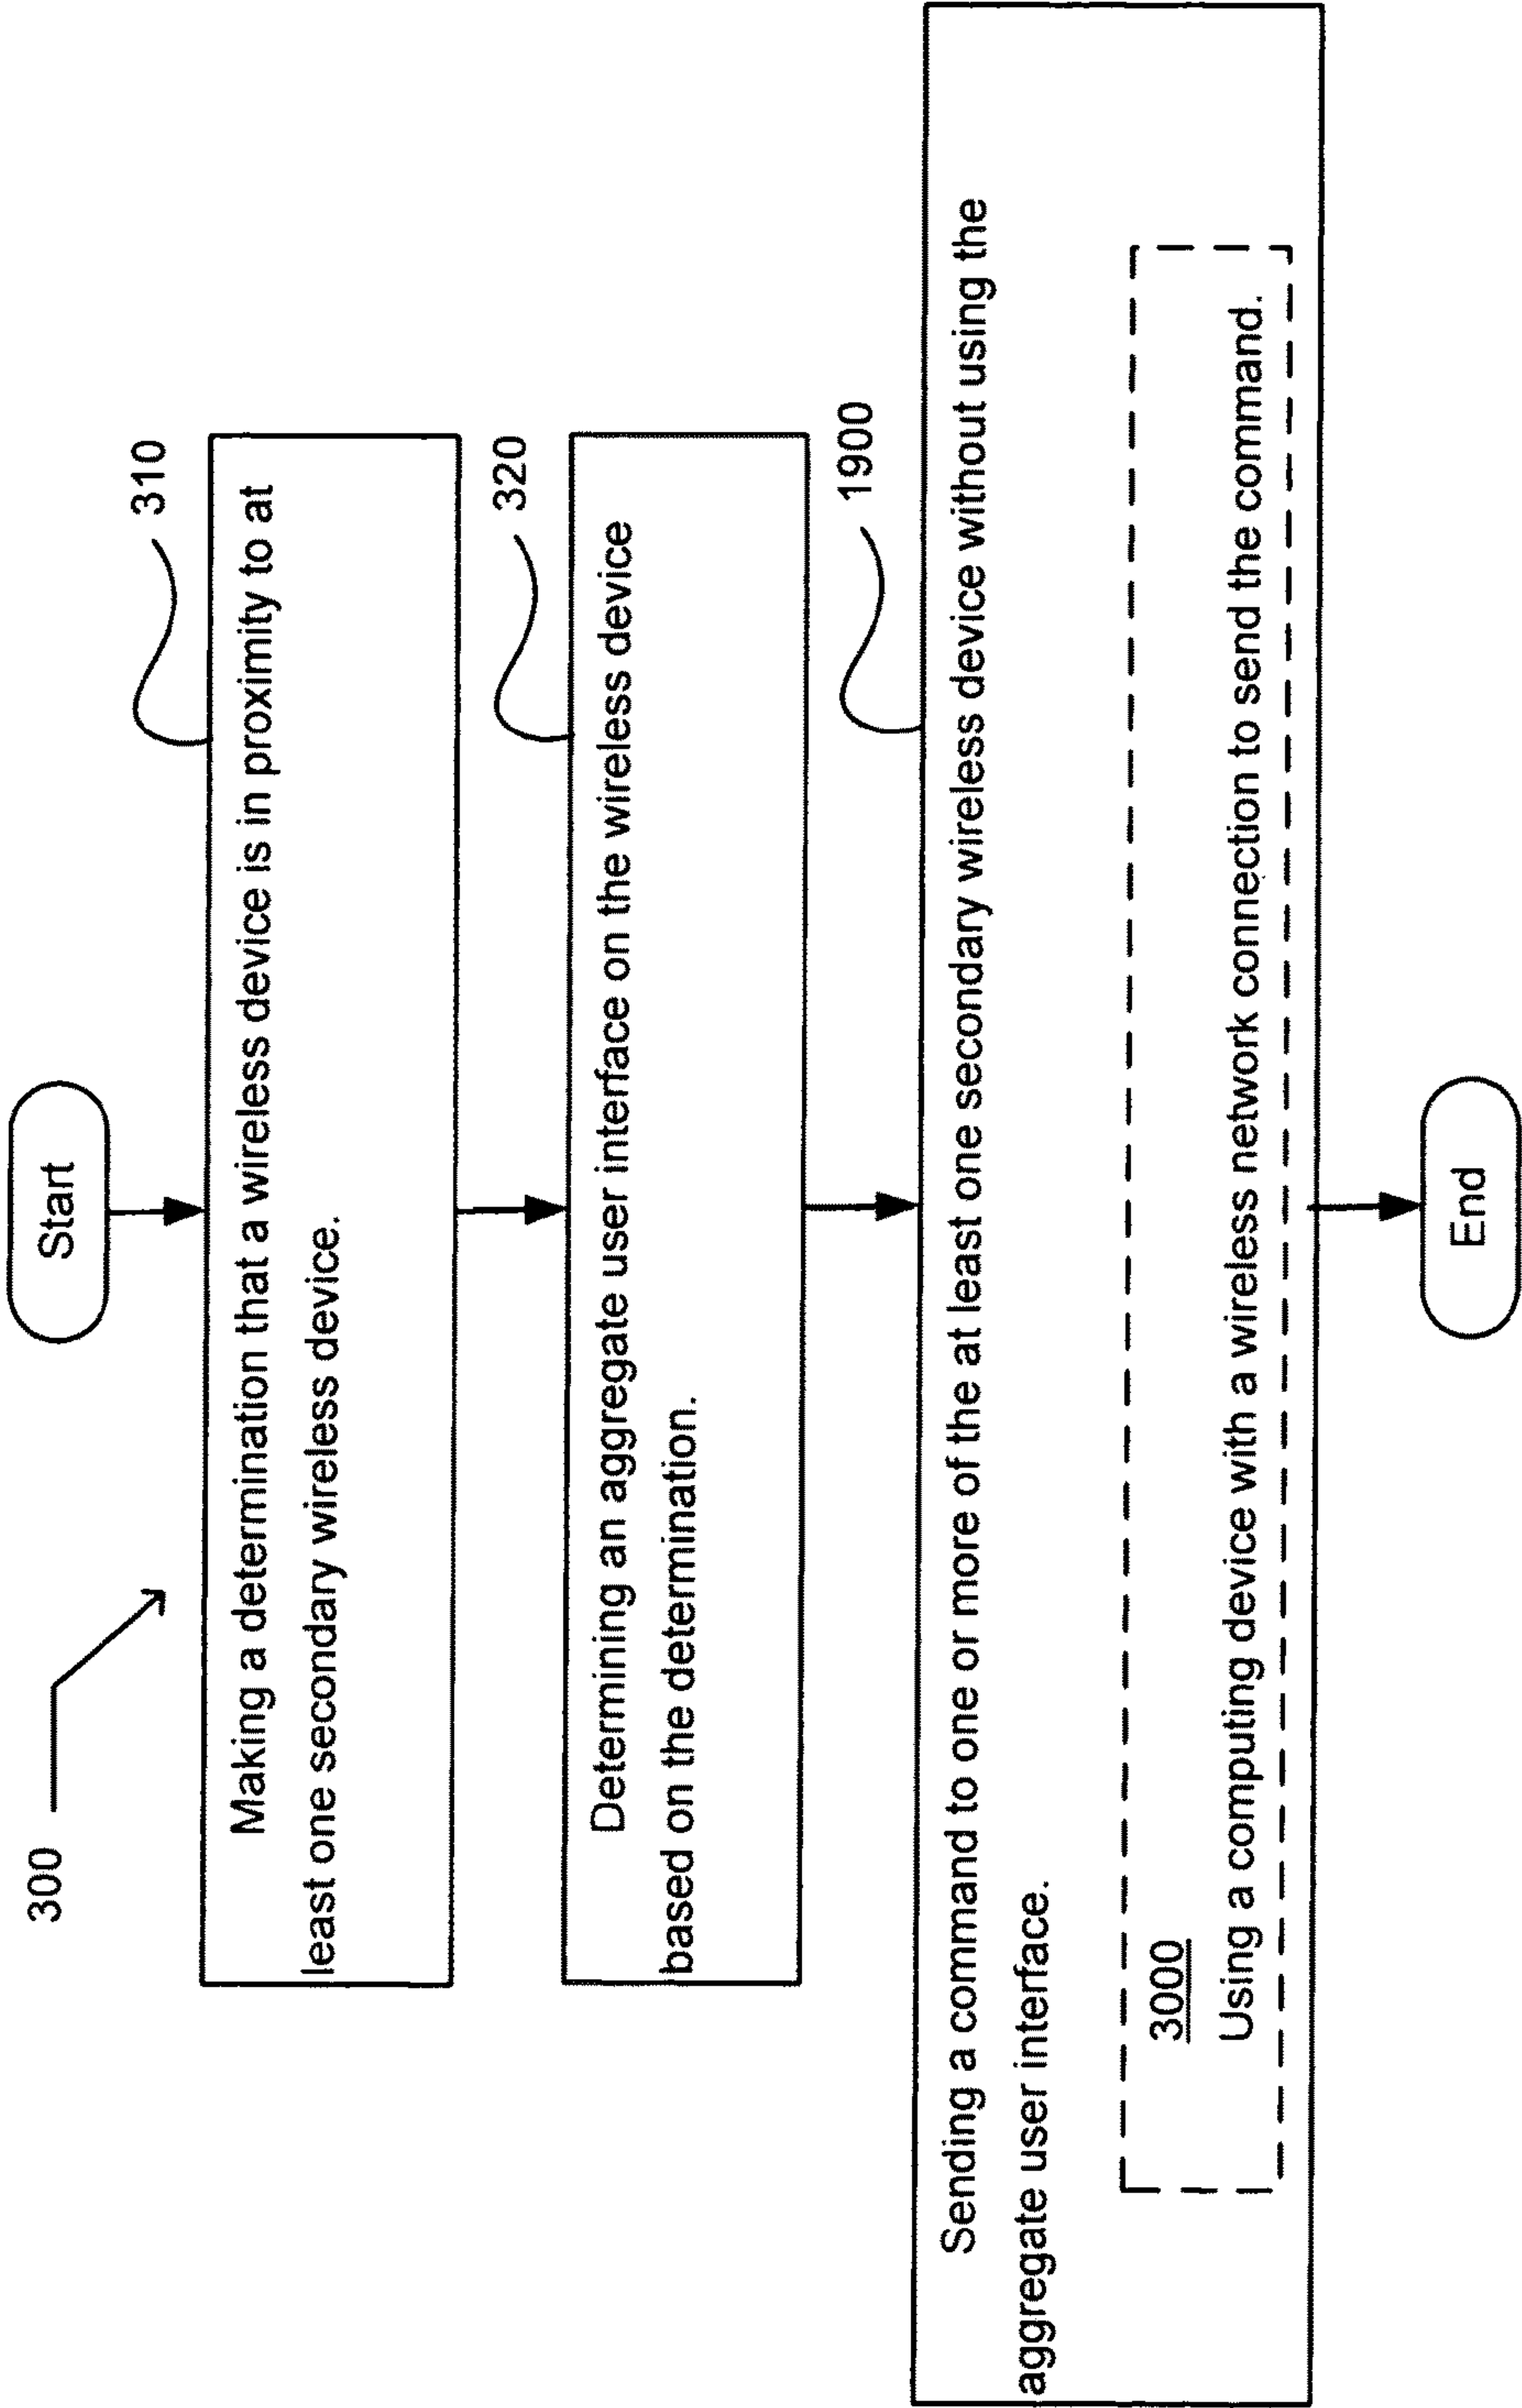 Start
300
310
Making a determination that a wireless device is in proximity to at
least one secondary wireless device.
320
Determining an aggregate user interface on the wireless device
based on the determination.
1900
Sending a command to one or more of the at least one secondary wireless device without using the
aggregate user interface.
3000
Using a computing device with a wireless network connection to send the command.
End